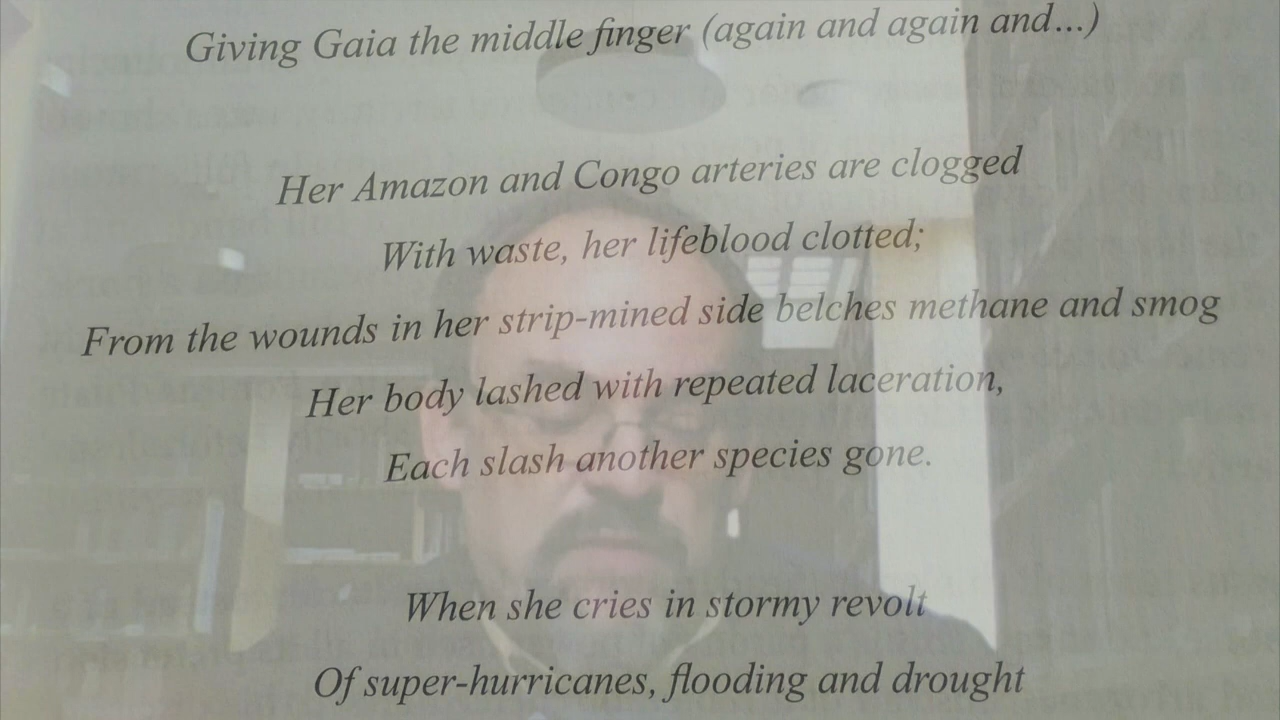 Giving Gaia the middle finger (again and again and...)
Her Amazon and Congo arteries are clogged
With waste, her lifeblood clotted;
From the wounds in her strip-mined side belches methane and smog
Her body lashed with repeated laceration,
Each slash another species gone.
When she cries in stormy revolt
Of super-hurricanes, flooding and drought